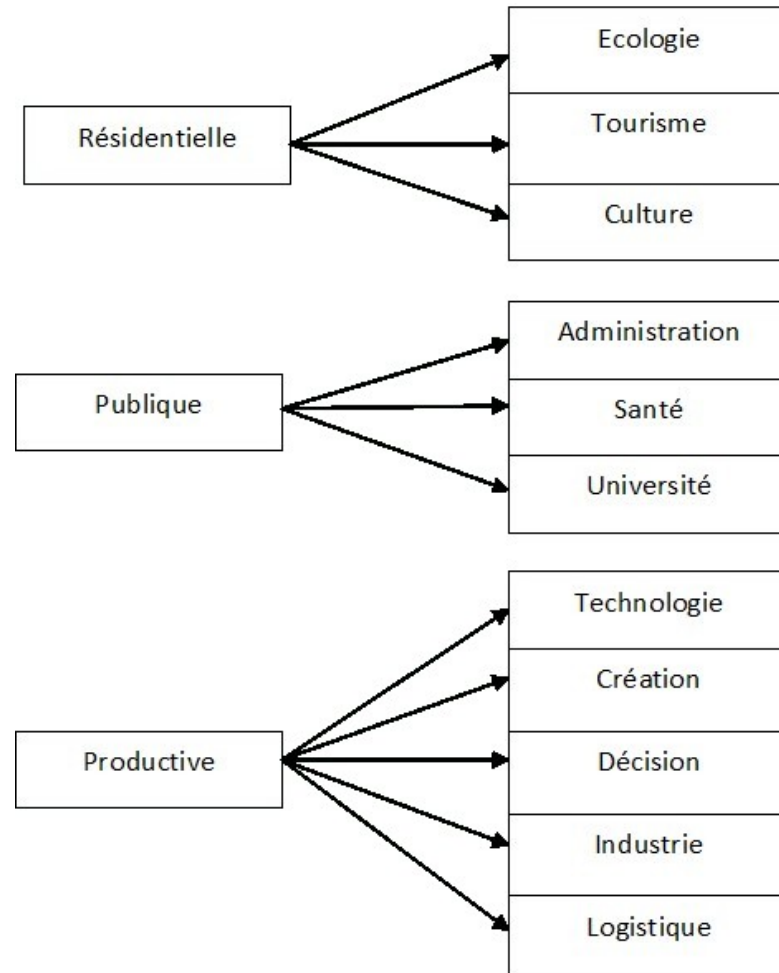 Résidentielle
Ecologie
Tourisme
Culture
Publique
Administration
Santé
Université
Productive
Technologie
Création
Décision
Industrie
Logistique